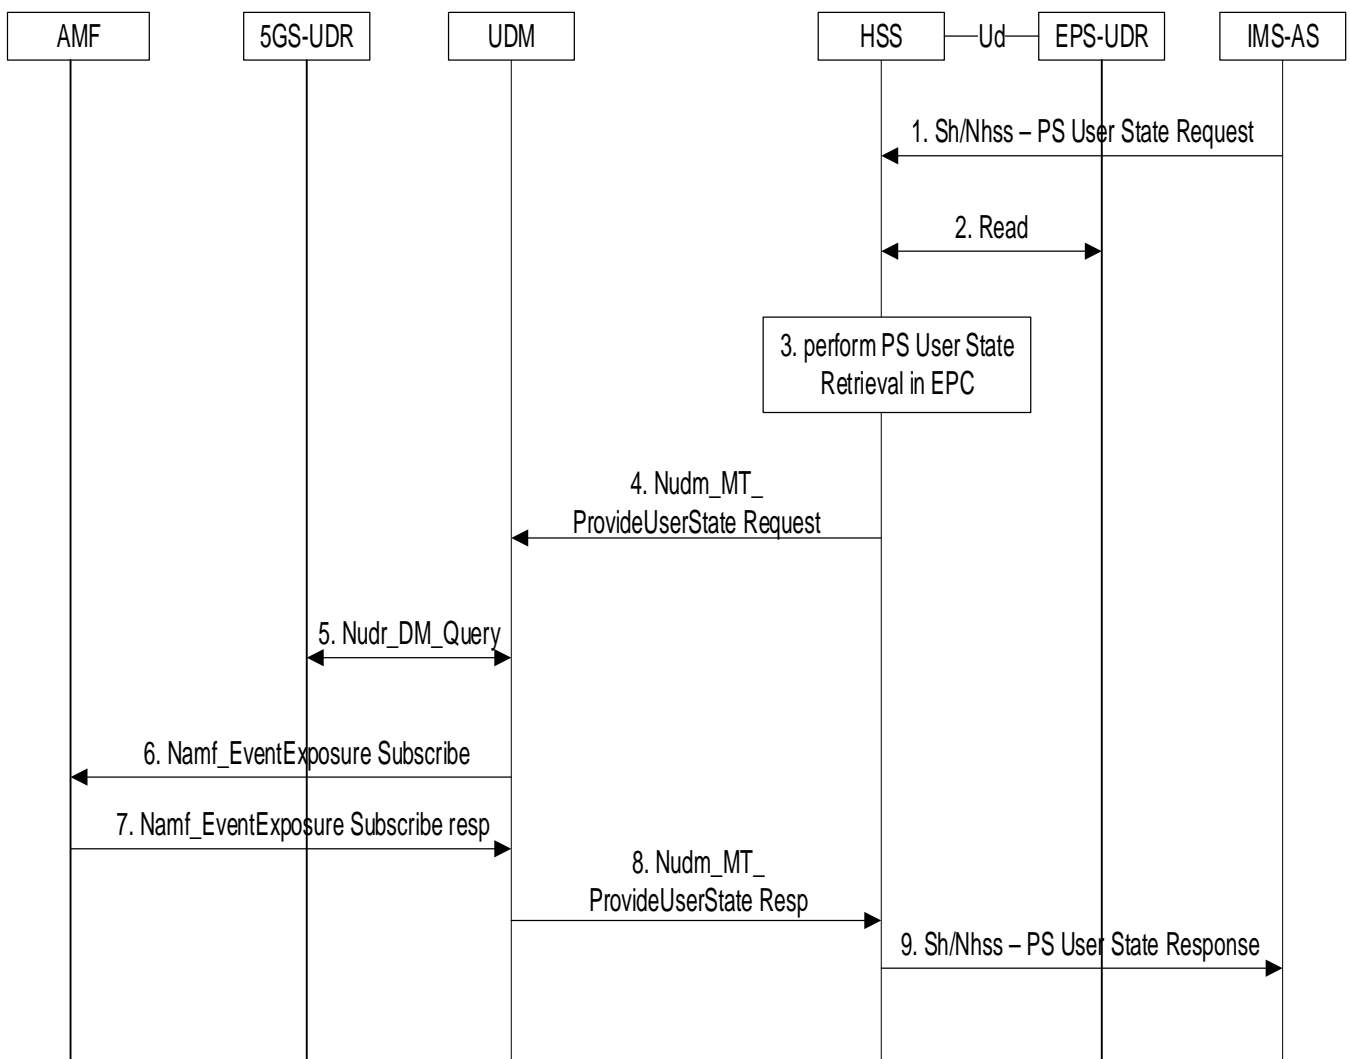 AMF
5GS-UDR
UDM
HSS
Ud
EPS-UDR
IMS-AS
1. Sh/Nhss – PS User State Request
2. Read
3. perform PS User State
Retrieval in EPC
4. Nudm_MT_
ProvideUserState Request
5. Nudr_DM_Query
6. Namf_EventExposure Subscribe
7. Namf_EventExposure Subscribe resp
8. Nudm_MT_
ProvideUserState Resp
9. Sh/Nhss – PS User State Response